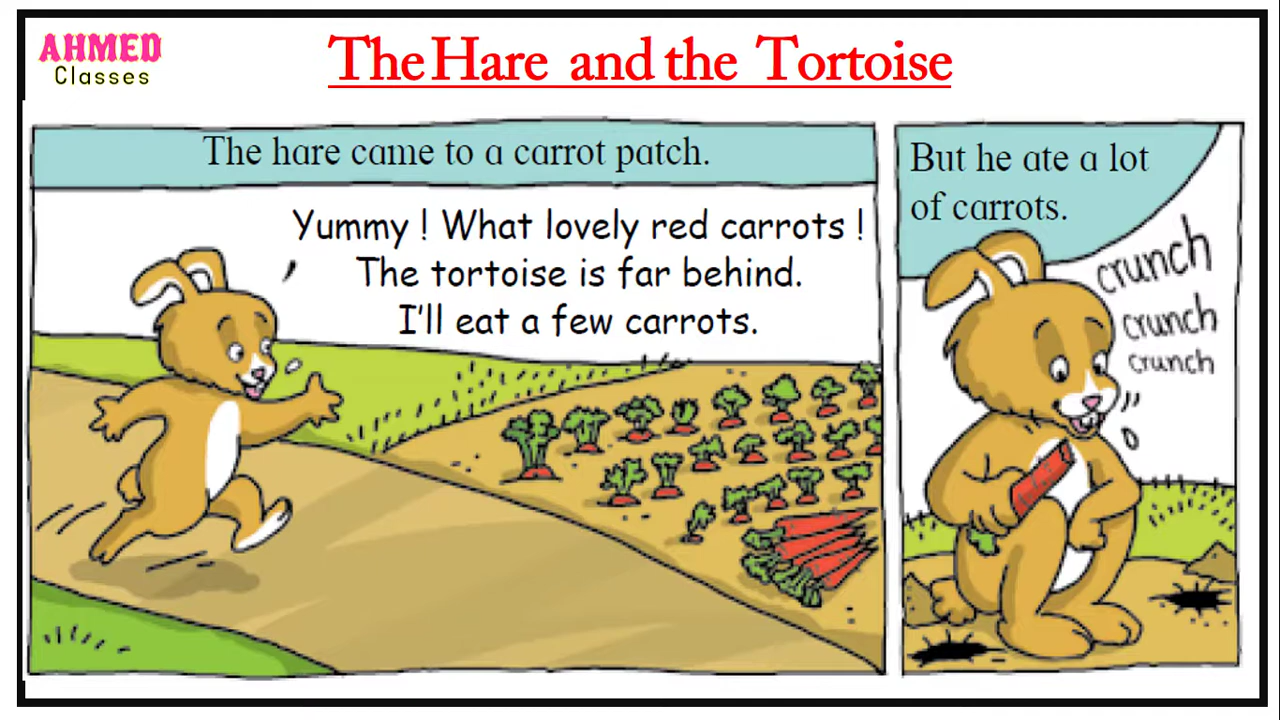 AHMED
Classes
The Hare and the Tortoise
The hare came to a carrot patch.
Yummy ! What lovely red carrots !
The tortoise is far behind.
I'll eat a few carrots.
But he ate a lot
of carrots.
crunch
crunch
crunch